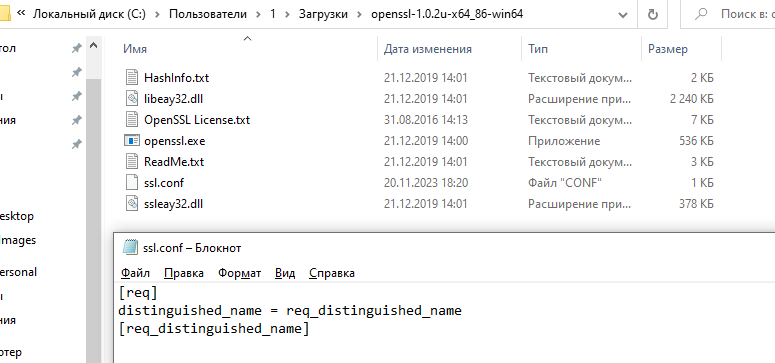 « Локальный диск (C:) › Пользователи › 1 › Загрузки › openssl-1.0.2u-x64_86-win64
Поиск в: o
Имя Дата изменения Тип Размер
HashInfo.txt 21.12.2019 14:01 Текстовый докум... 2 КБ
libeay32.dll 21.12.2019 14:01 Расширение при... 2 240 КБ
OpenSSL License.txt 31.08.2016 14:13 Текстовый докум... 7 КБ
openssl.exe 21.12.2019 14:00 Приложение 536 КБ
ReadMe.txt 21.12.2019 14:01 Текстовый докум... 3 КБ
ssl.conf 20.11.2023 18:20 Файл "CONF" 1 КБ
ssleay32.dll 21.12.2019 14:01 Расширение при... 378 КБ
тол
ы
ния
esktop
Images
ersonal
ы
ния
ютер
ssl.conf – Блокнот
Файл Правка Формат Вид Справка
[req]
distinguished_name = req_distinguished_name
[req_distinguished_name]